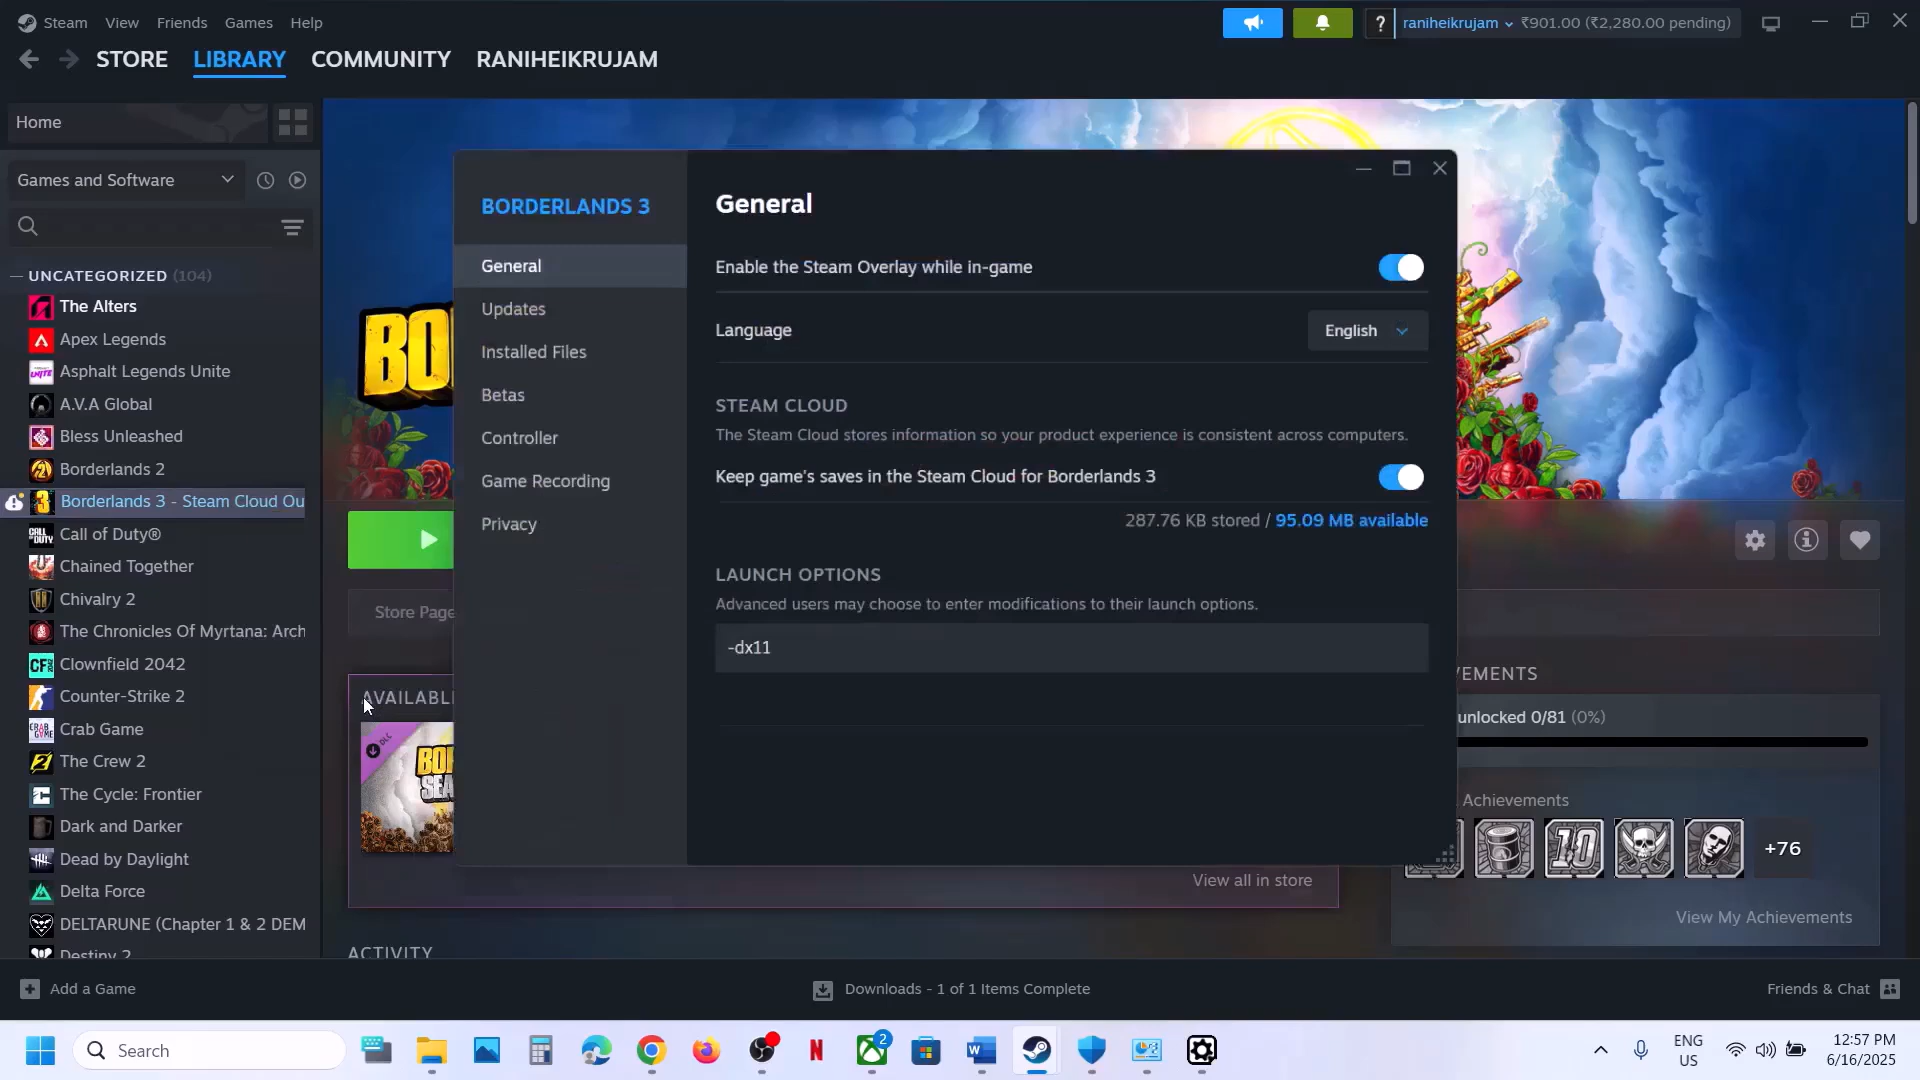 Steam View Friends Games Help
? raniheikrujam ₹901.00 (₹2,280.00 pending)
STORE LIBRARY COMMUNITY RANIHEIKRUJAM
Home
Games and Software
UNCATEGORIZED (104)
The Alters
Apex Legends
Asphalt Legends Unite
A.V.A Global
Bless Unleashed
Borderlands 2
Borderlands 3 - Steam Cloud Ou
Call of Duty®
Chained Together
Chivalry 2
The Chronicles Of Myrtana: Arch
Clownfield 2042
Counter-Strike 2
Crab Game
The Crew 2
The Cycle: Frontier
Dark and Darker
Dead by Daylight
Delta Force
DELTARUNE (Chapter 1 & 2 DEM
Destiny 2
BORDERLANDS 3
General
Updates
Installed Files
Betas
Controller
Game Recording
Privacy
General
Enable the Steam Overlay while in-game
Language English
STEAM CLOUD
The Steam Cloud stores information so your product experience is consistent across computers.
Keep game's saves in the Steam Cloud for Borderlands 3
287.76 KB stored / 95.09 MB available
LAUNCH OPTIONS
Advanced users may choose to enter modifications to their launch options.
-dx11
Store Page
AVAILABLE
View all in store
ACTIVITY
VEMENTS
unlocked 0/81 (0%)
Achievements
+76
View My Achievements
Add a Game
Downloads - 1 of 1 Items Complete
Friends & Chat
Search
2
ENG
US
12:57 PM
6/16/2025